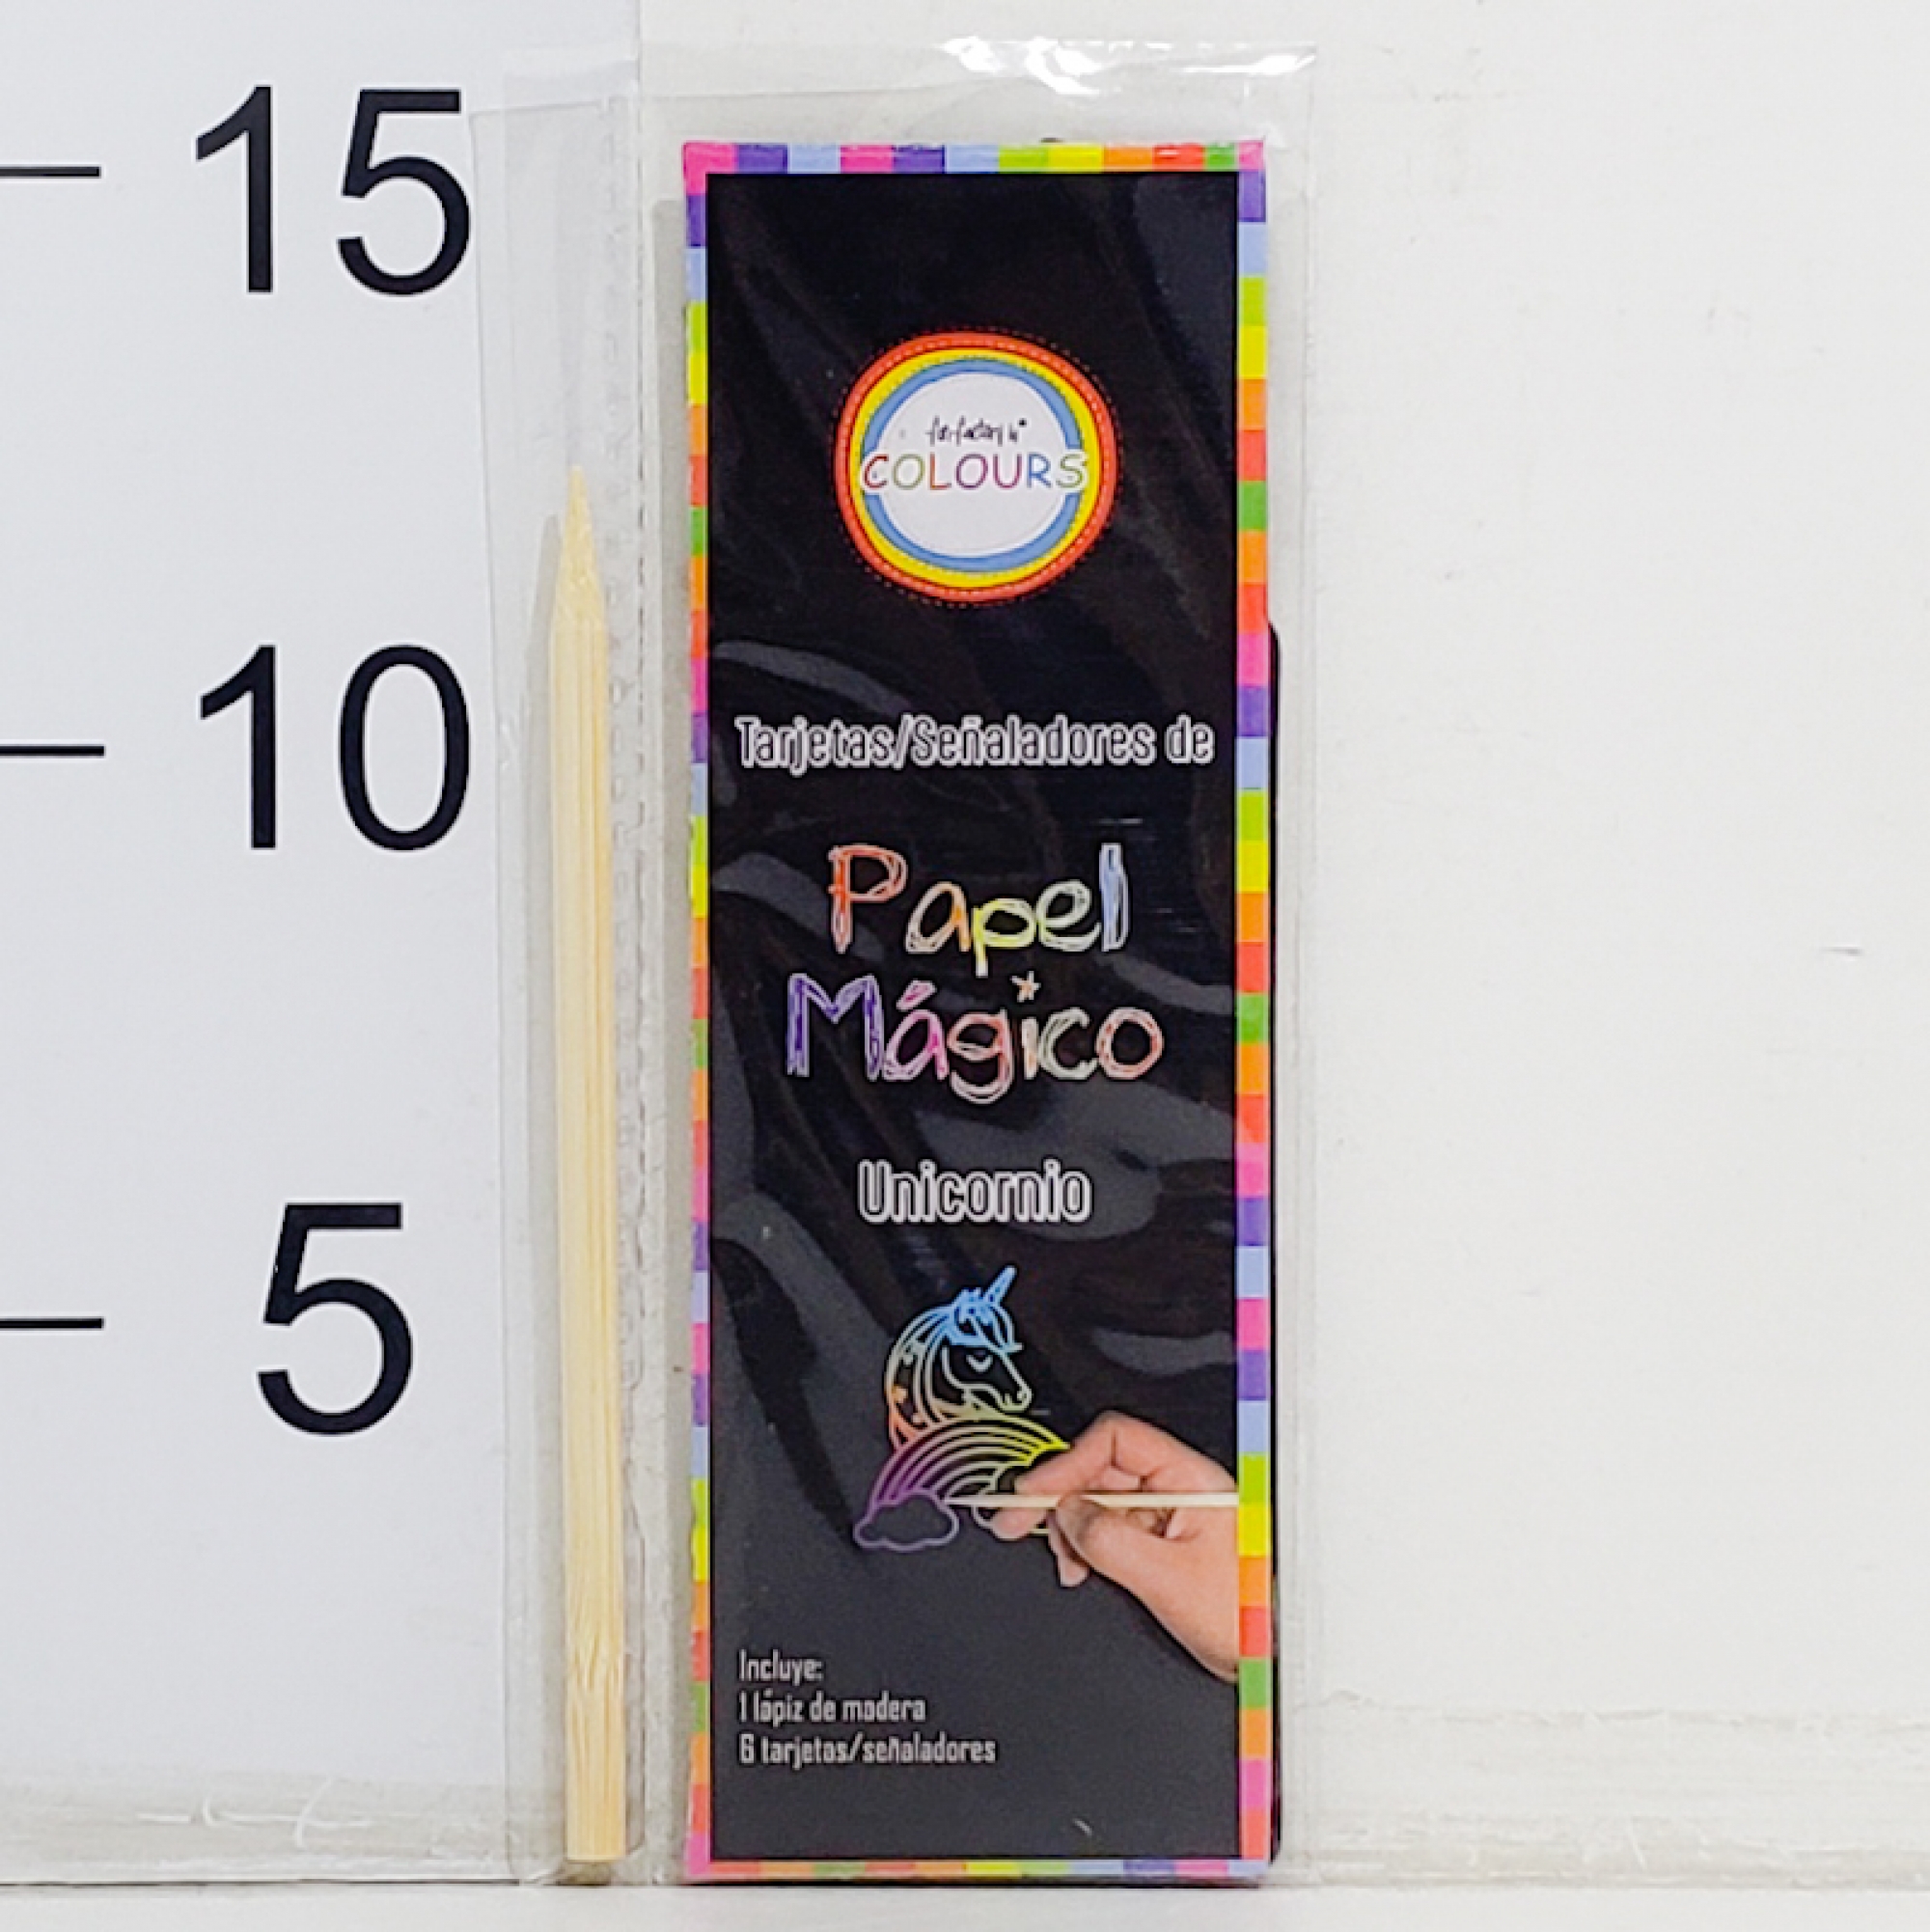 15
10
5
COLOURS
Tarjetas/Señaladores de
Papel
Mágico
Unicornio
Incluye:
1 lápiz de madera
6 tarjetas/señaladores